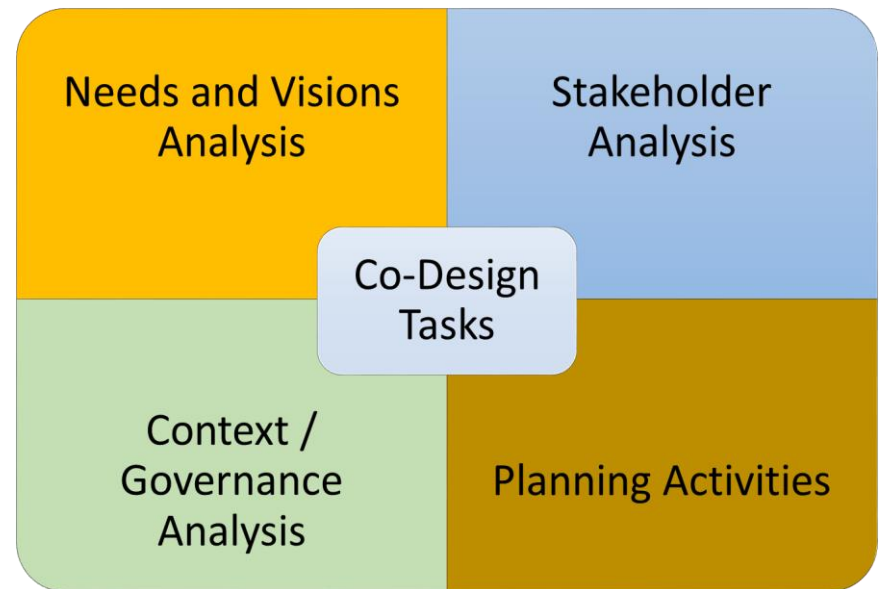 Needs and Visions
Analysis
Stakeholder
Analysis
Co-Design
Tasks
Context /
Governance
Analysis
Planning Activities